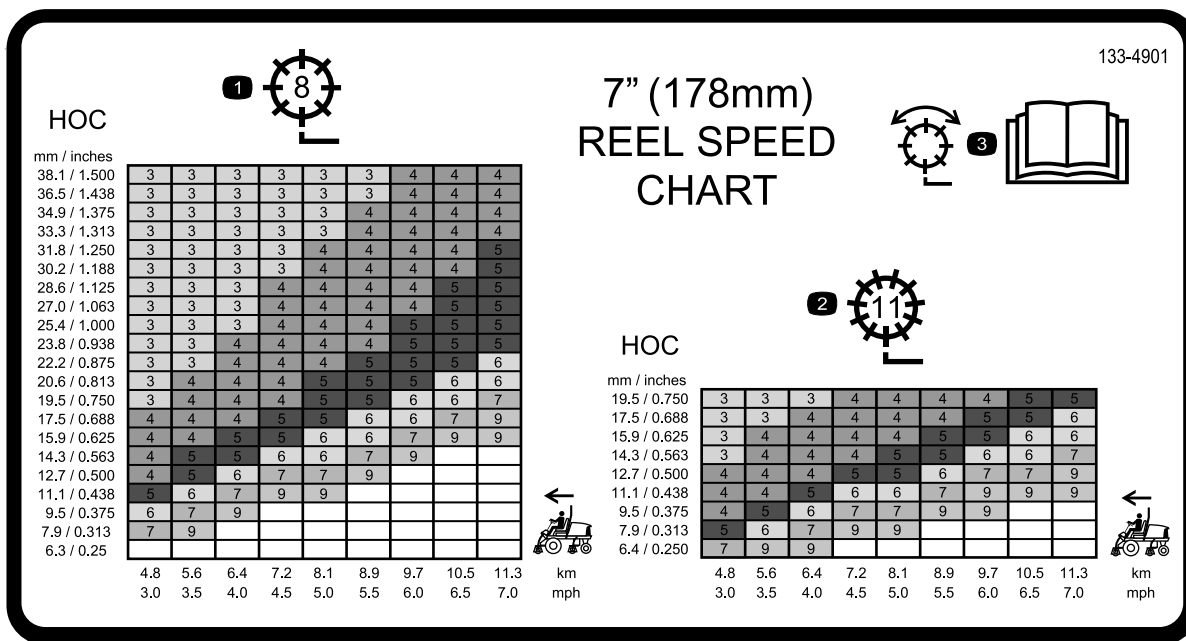 133-4901
7” (178mm)
REEL SPEED
CHART
3
1
8
HOC
mm / inches
38.1 / 1.500 3 3 3 3 3 3 4 4 4
36.5 / 1.438 3 3 3 3 3 3 4 4 4
34.9 / 1.375 3 3 3 3 3 4 4 4 4
33.3 / 1.313 3 3 3 3 3 4 4 4 4
31.8 / 1.250 3 3 3 3 4 4 4 4 5
30.2 / 1.188 3 3 3 3 4 4 4 4 5
28.6 / 1.125 3 3 3 4 4 4 4 5 5
27.0 / 1.063 3 3 3 4 4 4 4 5 5
25.4 / 1.000 3 3 3 4 4 4 5 5 5
23.8 / 0.938 3 3 4 4 4 4 5 5 5
22.2 / 0.875 3 3 4 4 4 5 5 5 6
20.6 / 0.813 3 4 4 4 5 5 5 6 6
19.5 / 0.750 3 4 4 4 5 5 6 6 7
17.5 / 0.688 4 4 4 5 5 6 6 7 9
15.9 / 0.625 4 4 5 5 6 6 7 9 9
14.3 / 0.563 4 5 5 6 6 7 9
12.7 / 0.500 4 5 6 7 7 9
11.1 / 0.438 5 6 7 9 9
9.5 / 0.375 6 7 9
7.9 / 0.313 7 9
6.3 / 0.25
4.8 5.6 6.4 7.2 8.1 8.9 9.7 10.5 11.3 km
3.0 3.5 4.0 4.5 5.0 5.5 6.0 6.5 7.0 mph
2
11
HOC
mm / inches
19.5 / 0.750 3 3 3 4 4 4 4 5 5
17.5 / 0.688 3 3 4 4 4 4 5 5 6
15.9 / 0.625 3 4 4 4 4 5 5 6 6
14.3 / 0.563 3 4 4 4 5 5 6 6 7
12.7 / 0.500 4 4 4 5 5 6 7 7 9
11.1 / 0.438 4 4 5 6 6 7 9 9 9
9.5 / 0.375 4 5 6 7 7 9 9
7.9 / 0.313 5 6 7 9 9
6.4 / 0.250 7 9 9
4.8 5.6 6.4 7.2 8.1 8.9 9.7 10.5 11.3 km
3.0 3.5 4.0 4.5 5.0 5.5 6.0 6.5 7.0 mph